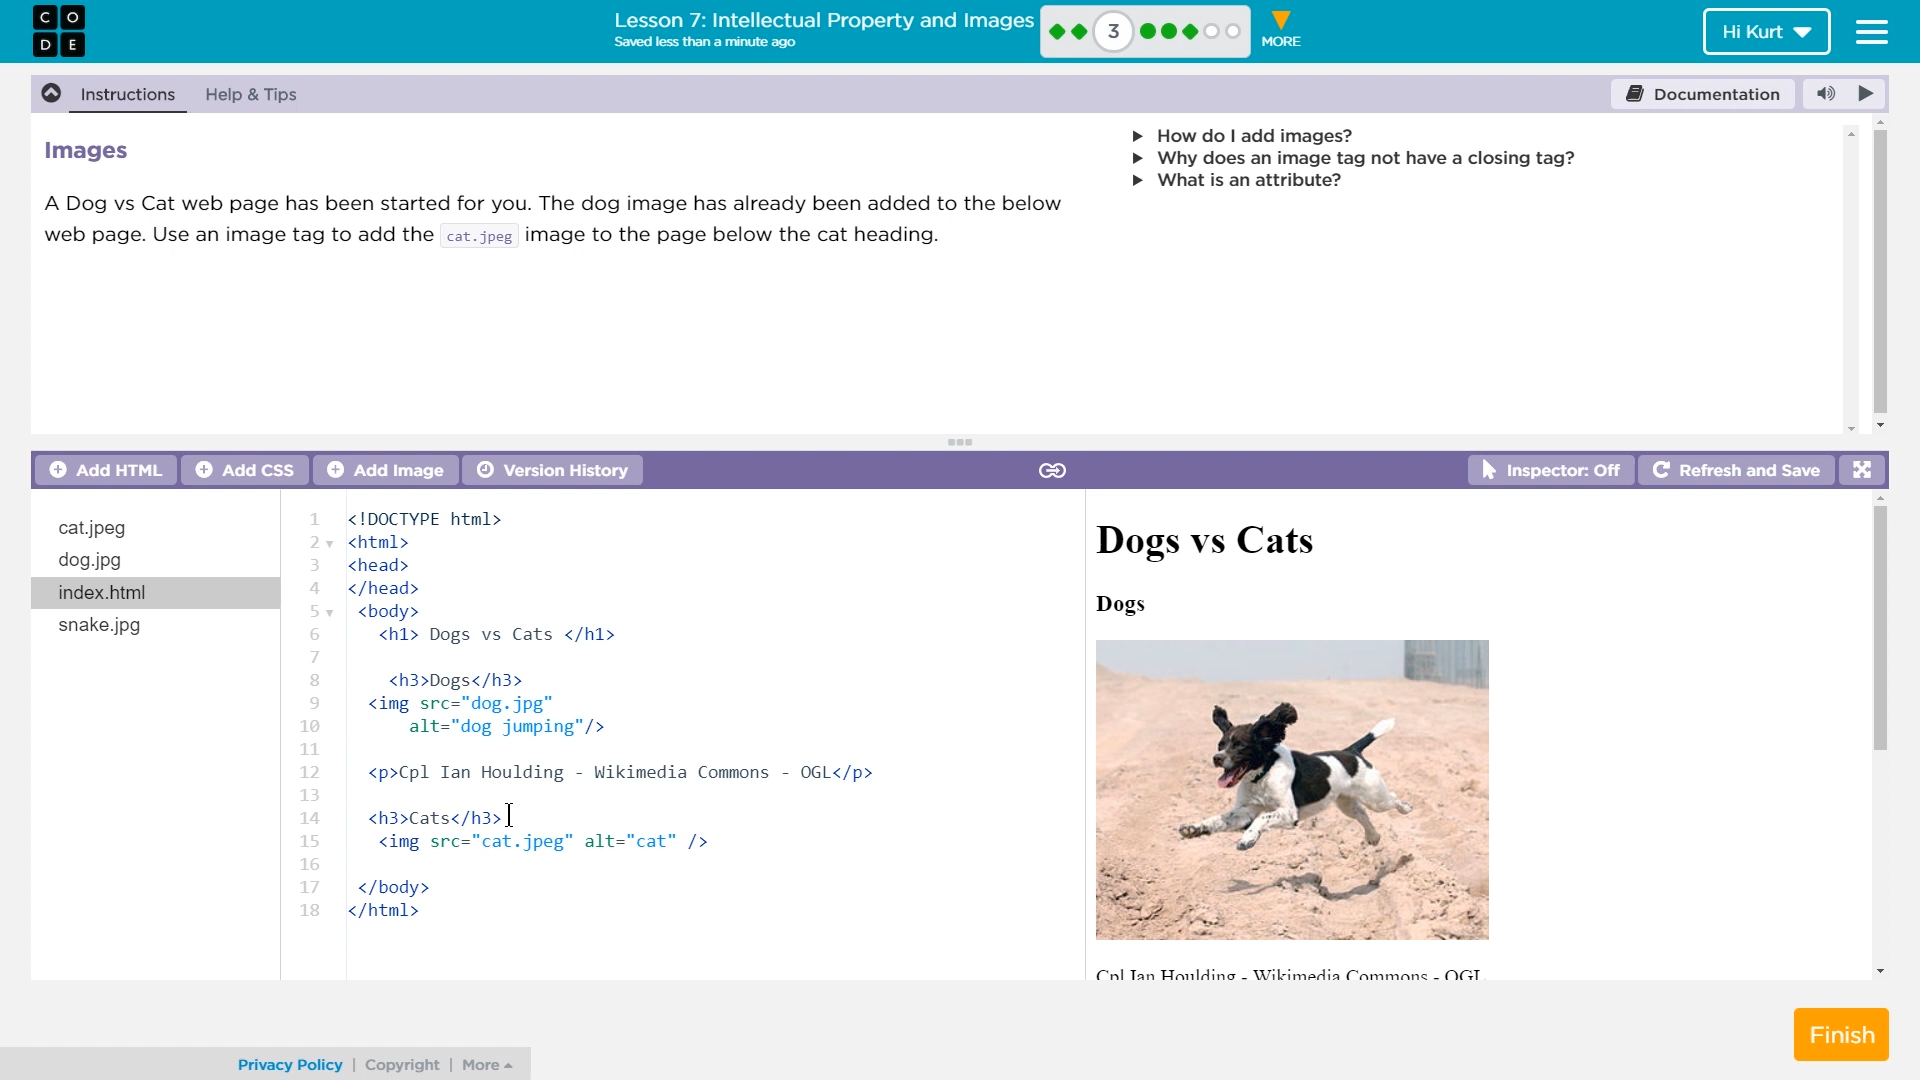 C O
D E
Lesson 7: Intellectual Property and Images
Saved less than a minute ago
3
MORE
Hi Kurt
Instructions
Help & Tips
Documentation
Images
A Dog vs Cat web page has been started for you. The dog image has already been added to the below
web page. Use an image tag to add the cat.jpeg image to the page below the cat heading.
How do I add images?
Why does an image tag not have a closing tag?
What is an attribute?
Add HTML
Add CSS
Add Image
Version History
Inspector: Off
Refresh and Save
cat.jpeg
dog.jpg
index.html
snake.jpg
1 <!DOCTYPE html>
2 <html>
3 <head>
4 </head>
5 <body>
6 <h1> Dogs vs Cats </h1>
7
8 <h3>Dogs</h3>
9 <img src="dog.jpg"
10 alt="dog jumping"/>
11
12 <p>Cpl Ian Houlding - Wikimedia Commons - OGL</p>
13
14 <h3>Cats</h3>
15 <img src="cat.jpeg" alt="cat" />
16
17 </body>
18 </html>
Dogs vs Cats
Dogs
Cpl Ian Houlding - Wikimedia Commons - OGL
Finish
Privacy Policy | Copyright | More